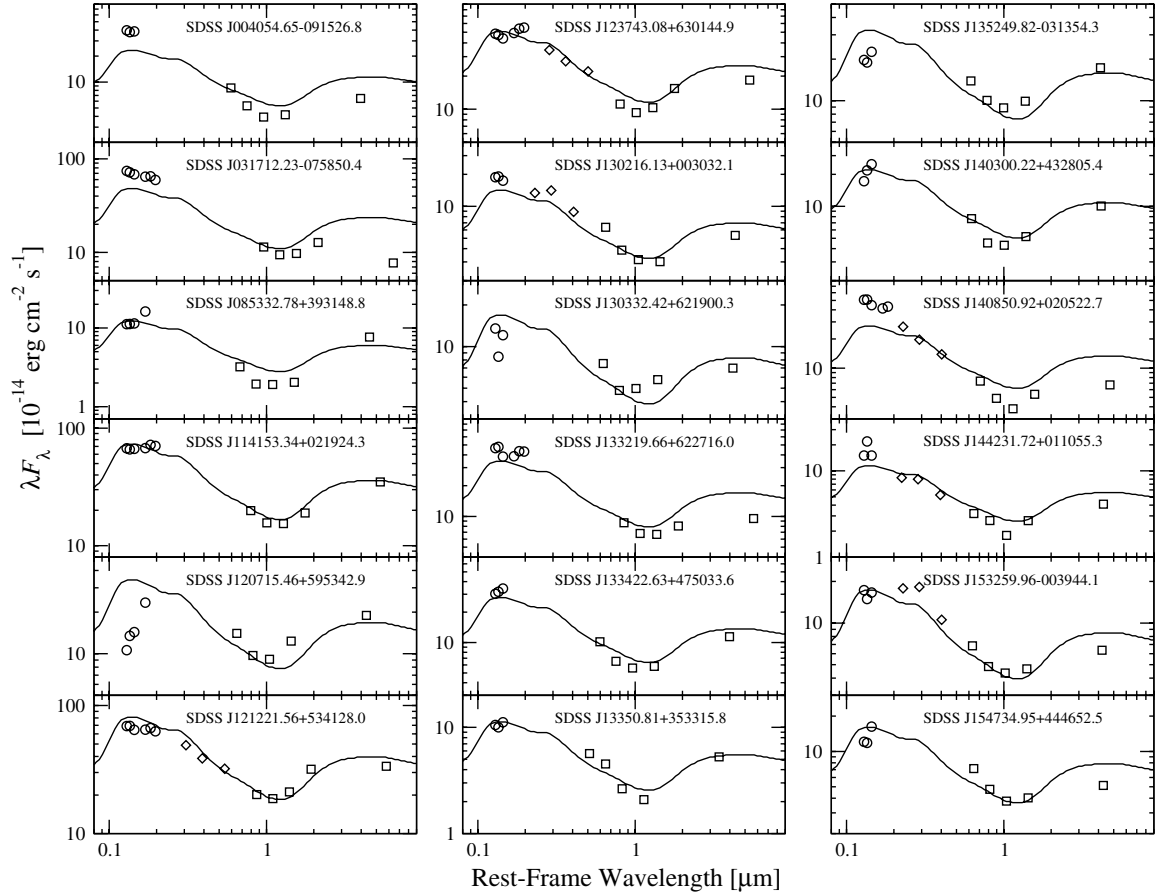 SDSS J004054.65-091526.8
SDSS J123743.08+630144.9
SDSS J135249.82-031354.3
10
10
10
SDSS J031712.23-075850.4
SDSS J130216.13+003032.1
SDSS J140300.22+432805.4
100
10
10
10
SDSS J085332.78+393148.8
SDSS J130332.42+621900.3
SDSS J140850.92+020522.7
10
1
10
10
SDSS J114153.34+021924.3
SDSS J133219.66+622716.0
SDSS J144231.72+011055.3
100
10
10
10
1
SDSS J120715.46+595342.9
SDSS J133422.63+475033.6
SDSS J153259.96-003944.1
10
10
10
SDSS J121221.56+534128.0
SDSS J13350.81+353315.8
SDSS J154734.95+444652.5
100
10
10
1
10
0.1
1
0.1
1
0.1
1
λFλ [10-14 erg cm-2 s-1]
Rest-Frame Wavelength [μm]